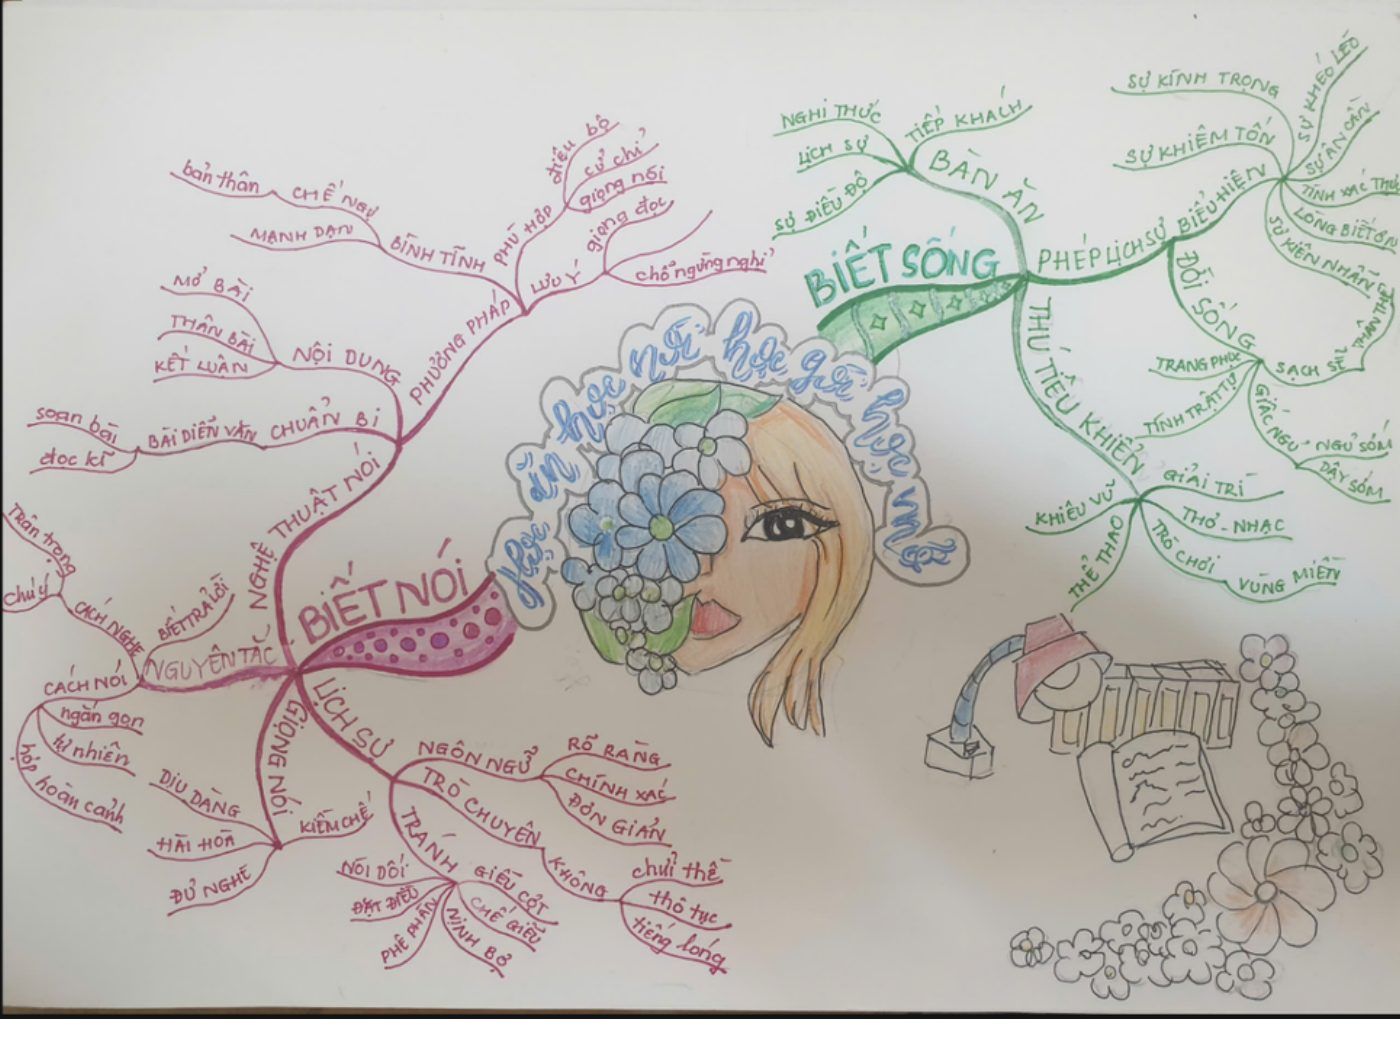 Học ăn học nói học gói học mở
BIẾT NÓI
NGHỆ THUẬT NÓI
PHƯƠNG PHÁP
BÌNH TĨNH
CHẾ NGỰ
bản thân
MẠNH DẠN
PHÙ HỢP
điệu bộ
cử chỉ
giọng nói
LƯU Ý
giọng đọc
chỗ ngừng nghỉ
NỘI DUNG
MỞ BÀI
THÂN BÀI
KẾT LUẬN
CHUẨN BỊ
BÀI DIỄN VĂN
soạn bài
đọc kĩ
NGUYÊN TẮC
BIẾT TRẢ LỜI
CÁCH NGHE
Trân trọng
chú ý
CÁCH NÓI
ngắn gọn
tự nhiên
hợp hoàn cảnh
GIỌNG NÓI
DỊU DÀNG
HÀI HOÀ
ĐỦ NGHE
KIỀM CHẾ
LỊCH SỰ
NGÔN NGỮ
RÕ RÀNG
CHÍNH XÁC
ĐƠN GIẢN
TRÒ CHUYỆN
KHÔNG
chửi thề
thô tục
tiếng lóng
TRÁNH
NÓI DỐI
ĐẶT ĐIỀU
PHÊ PHÁN
NỊNH BỢ
CHẾ GIỄU
GIỄU CỢT
BIẾT SỐNG
BÀN ĂN
NGHI THỨC
LỊCH SỰ
SỰ ĐIỀU ĐỘ
TIẾP KHÁCH
PHÉP LỊCH SỰ
BIỂU HIỆN
SỰ KÍNH TRỌNG
SỰ KHIÊM TỐN
SỰ KHÉO LÉO
SỰ ÂN CẦN
TÍNH XÁC THỰC
LÒNG BIẾT ƠN
SỰ KIÊN NHẪN
ĐỜI SỐNG
TRANG PHỤC
TÍNH TRẬT TỰ
SẠCH SẼ
THÂN THỂ
GIẤC NGỦ
NGỦ SỚM
DẬY SỚM
THÚ TIÊU KHIỂN
KHIÊU VŨ
THỂ THAO
GIẢI TRÍ
THƠ - NHẠC
TRÒ CHƠI
VÙNG MIỀN